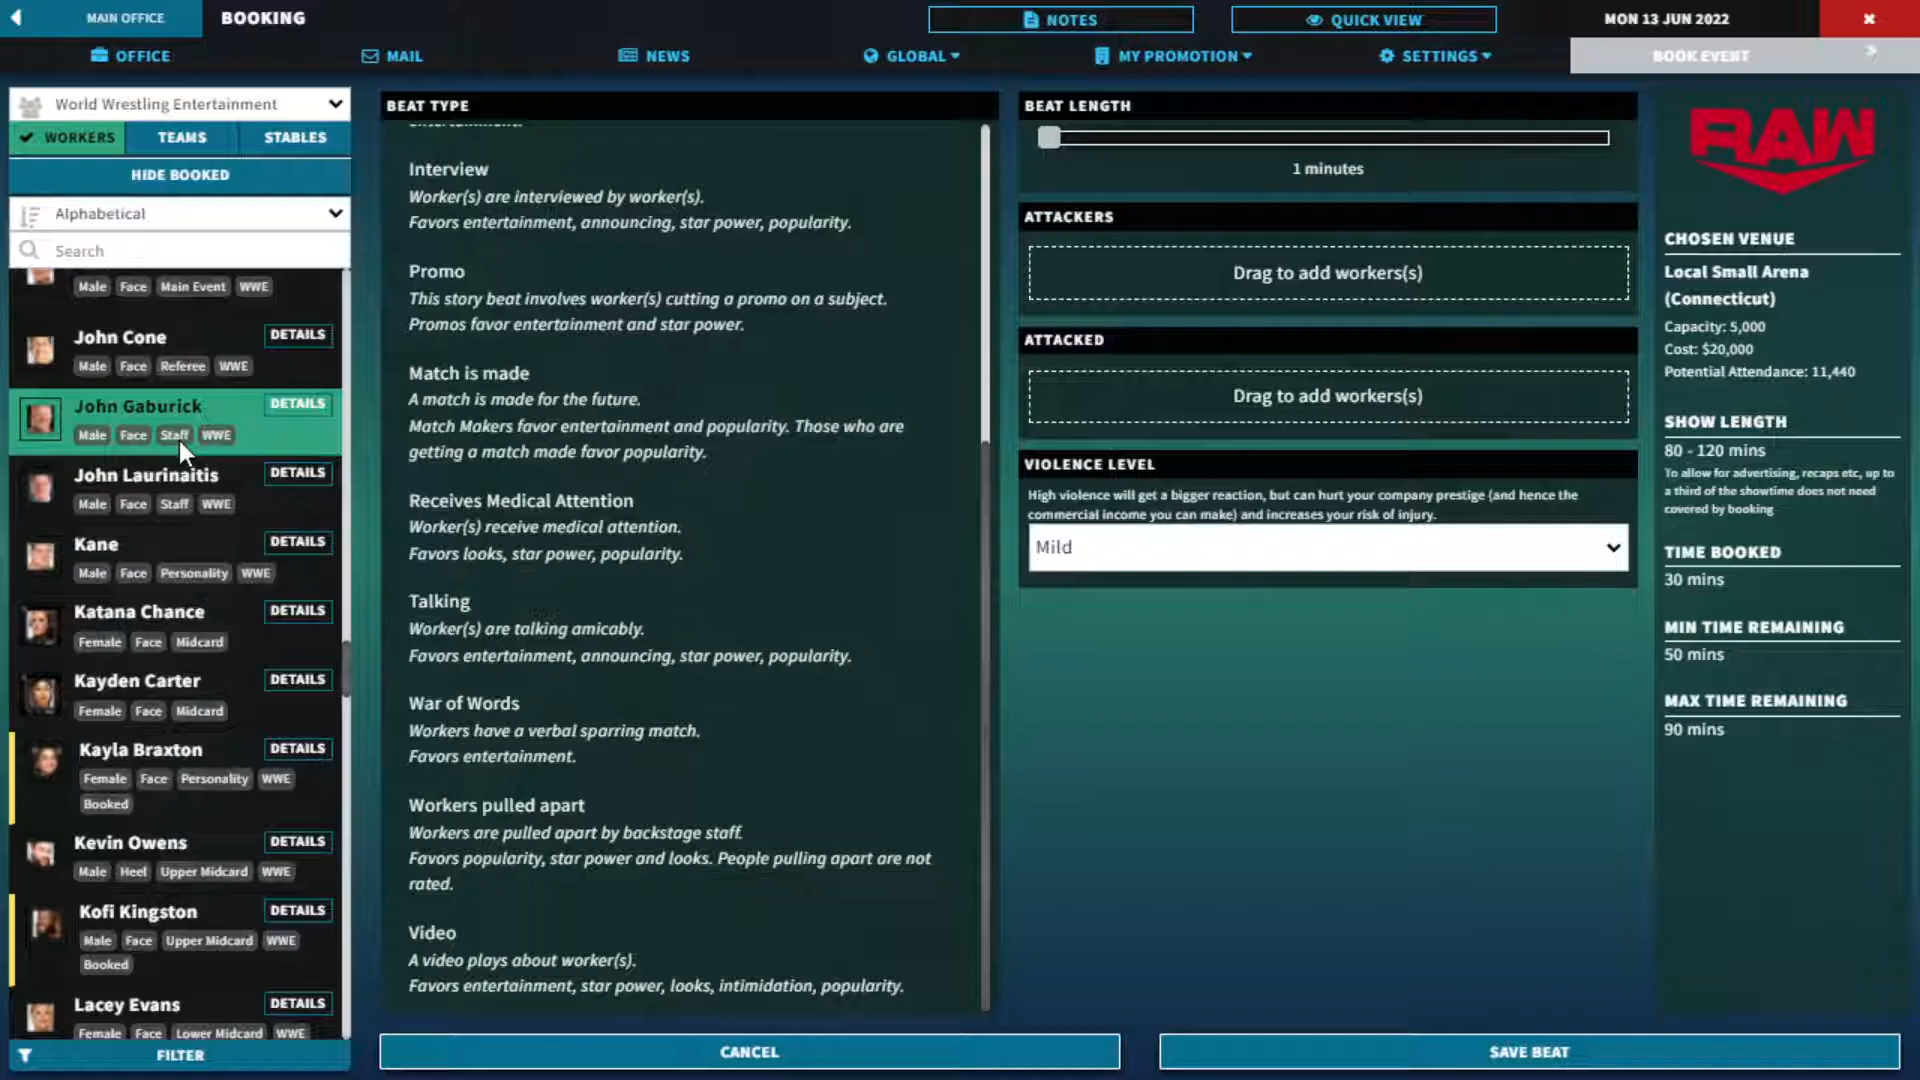 MAIN OFFICE
BOOKING
NOTES
QUICK VIEW
MON 13 JUN 2022
OFFICE
MAIL
NEWS
GLOBAL
MY PROMOTION
SETTINGS
BOOK EVENT
World Wrestling Entertainment
WORKERS
TEAMS
STABLES
HIDE BOOKED
Alphabetical
Search
Male Face Main Event WWE
John Cone DETAILS
Male Face Referee WWE
John Gaburick DETAILS
Male Face Staff WWE
John Laurinaitis DETAILS
Male Face Staff WWE
Kane DETAILS
Male Face Personality WWE
Katana Chance DETAILS
Female Face Midcard
Kayden Carter DETAILS
Female Face Midcard
Kayla Braxton DETAILS
Female Face Personality WWE
Booked
Kevin Owens DETAILS
Male Heel Upper Midcard WWE
Kofi Kingston DETAILS
Male Face Upper Midcard WWE
Booked
Lacey Evans DETAILS
Female Face Lower Midcard WWE
FILTER
BEAT TYPE
entertainment.
Interview
Worker(s) are interviewed by worker(s).
Favors entertainment, announcing, star power, popularity.
Promo
This story beat involves worker(s) cutting a promo on a subject.
Promos favor entertainment and star power.
Match is made
A match is made for the future.
Match Makers favor entertainment and popularity. Those who are
getting a match made favor popularity.
Receives Medical Attention
Worker(s) receive medical attention.
Favors looks, star power, popularity.
Talking
Worker(s) are talking amicably.
Favors entertainment, announcing, star power, popularity.
War of Words
Workers have a verbal sparring match.
Favors entertainment.
Workers pulled apart
Workers are pulled apart by backstage staff.
Favors popularity, star power and looks. People pulling apart are not
rated.
Video
A video plays about worker(s).
Favors entertainment, star power, looks, intimidation, popularity.
CANCEL
BEAT LENGTH
1 minutes
ATTACKERS
Drag to add workers(s)
ATTACKED
Drag to add workers(s)
VIOLENCE LEVEL
High violence will get a bigger reaction, but can hurt your company prestige (and hence the
commercial income you can make) and increases your risk of injury.
Mild
SAVE BEAT
RAW
CHOSEN VENUE
Local Small Arena
(Connecticut)
Capacity: 5,000
Cost: $20,000
Potential Attendance: 11,440
SHOW LENGTH
80 - 120 mins
To allow for advertising, recaps etc, up to
a third of the showtime does not need
covered by booking
TIME BOOKED
30 mins
MIN TIME REMAINING
50 mins
MAX TIME REMAINING
90 mins